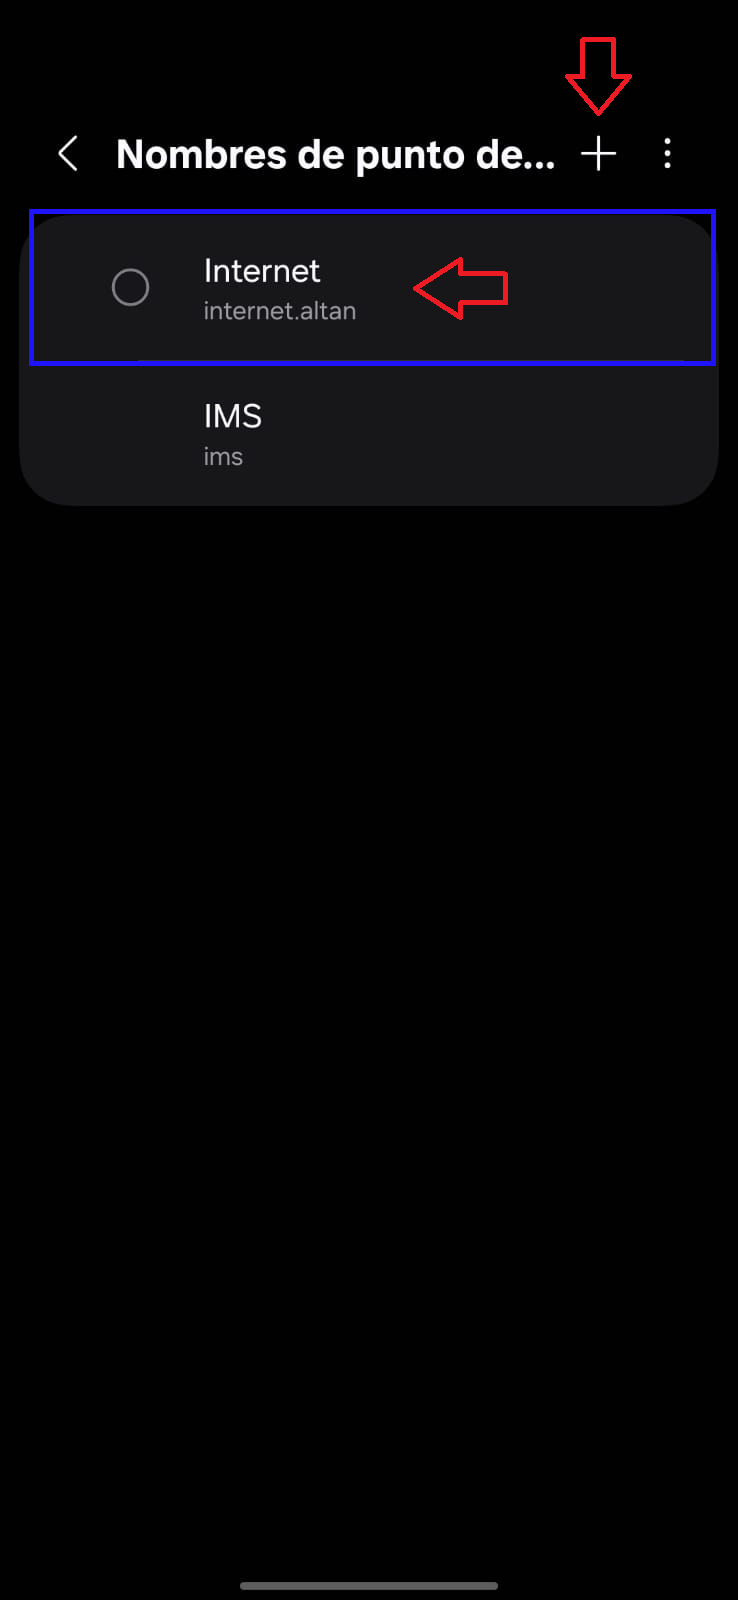 Nombres de punto de...
Internet
internet.altan
IMS
ims